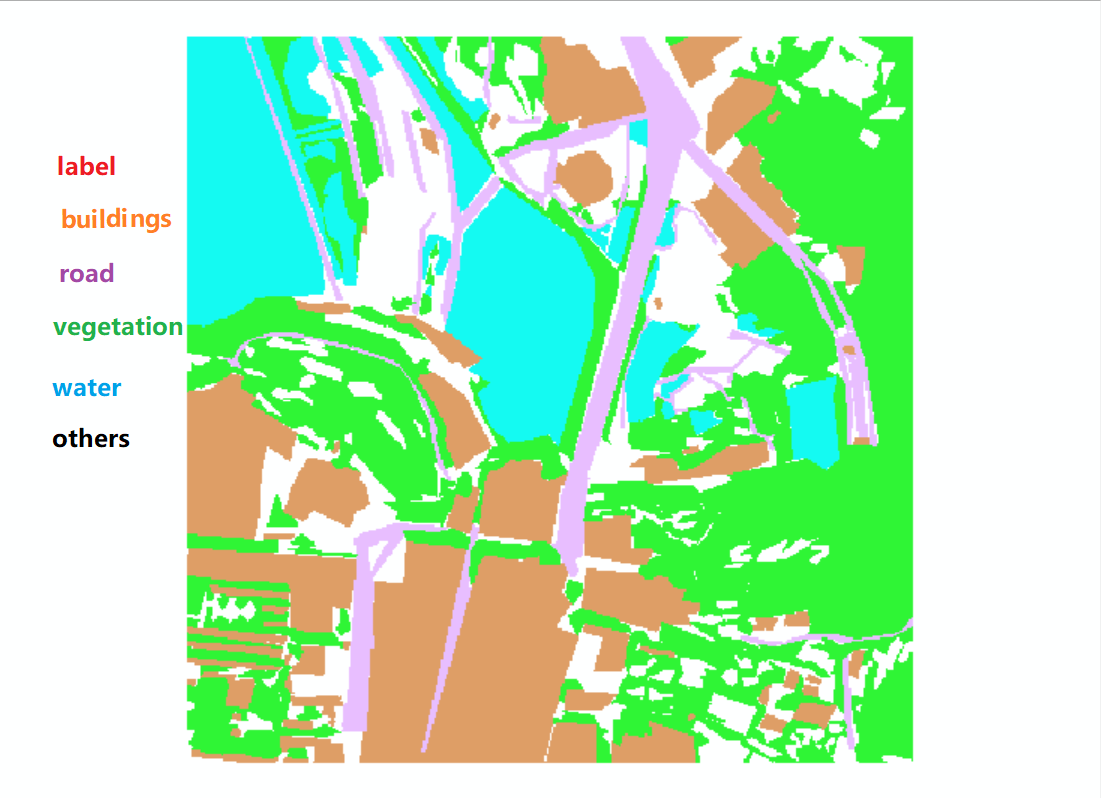 label
buildings
road
vegetation
water
others